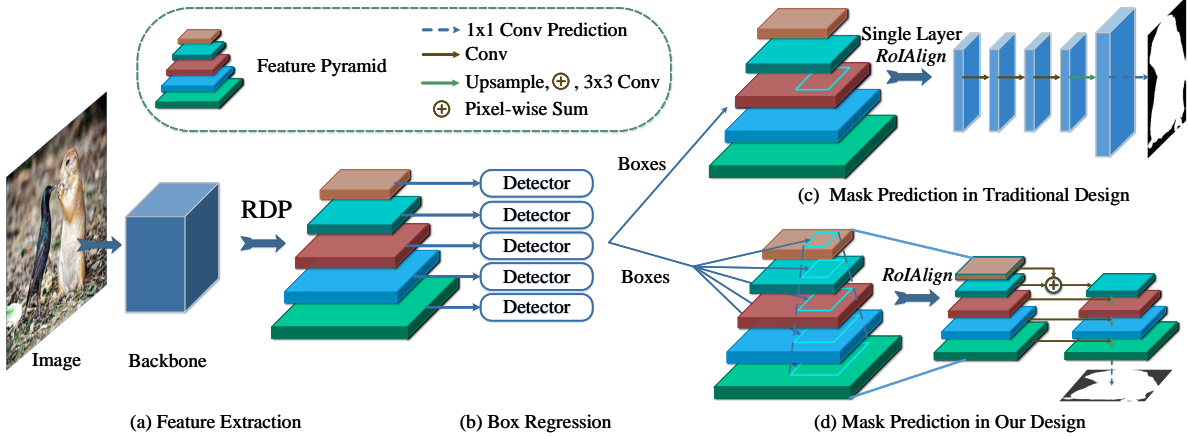 Feature Pyramid
1x1 Conv Prediction
Conv
Upsample, ⊕, 3x3 Conv
⊕ Pixel-wise Sum
Single Layer
RoIAlign
Boxes
(c) Mask Prediction in Traditional Design
RDP
Detector
Detector
Detector
Detector
Detector
Boxes
RoIAlign
Image
Backbone
(a) Feature Extraction
(b) Box Regression
(d) Mask Prediction in Our Design